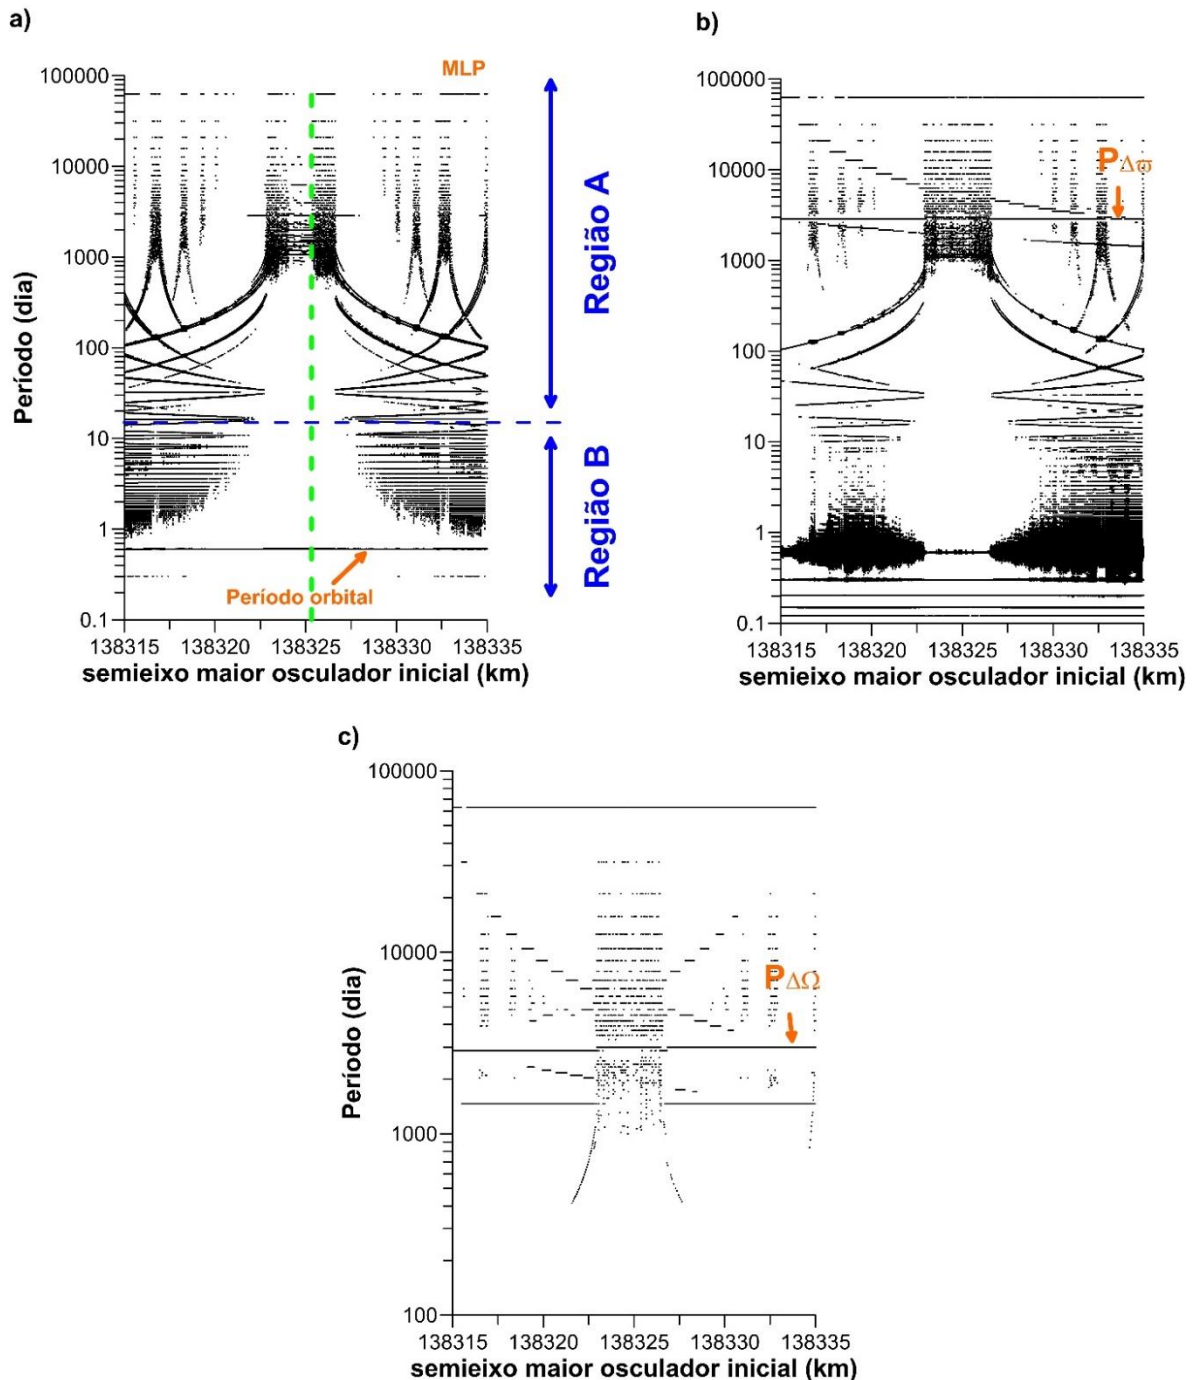 a)
MLP
100000
10000
1000
100
10
1
0.1
Período (dia)
138315 138320 138325 138330 138335
semieixo maior osculador inicial (km)
Período orbital
Região A
Região B
b)
100000
10000
1000
100
10
1
0.1
PΔϖ
138315 138320 138325 138330 138335
semieixo maior osculador inicial (km)
c)
100000
10000
1000
100
Período (dia)
PΔΩ
138315 138320 138325 138330 138335
semieixo maior osculador inicial (km)